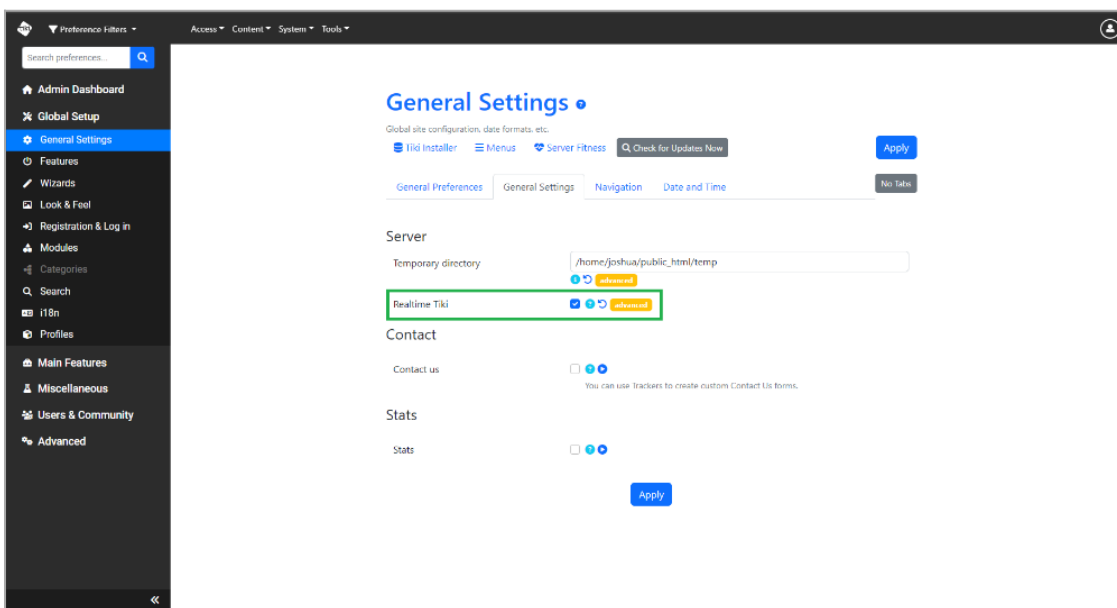 Preference Filters
Access Content System Tools
Search preferences...
Admin Dashboard
Global Setup
General Settings
Features
Wizards
Look & Feel
Registration & Log in
Modules
Categories
Search
i18n
Profiles
Main Features
Miscellaneous
Users & Community
Advanced
General Settings
Global site configuration, date formats, etc.
Tiki Installer Menus Server Fitness Check for Updates Now Apply
General Preferences General Settings Navigation Date and Time No Tabs
Server
Temporary directory /home/joshua/public_html/temp
advanced
Realtime Tiki advanced
Contact
Contact us
You can use Trackers to create custom Contact Us forms.
Stats
Stats
Apply